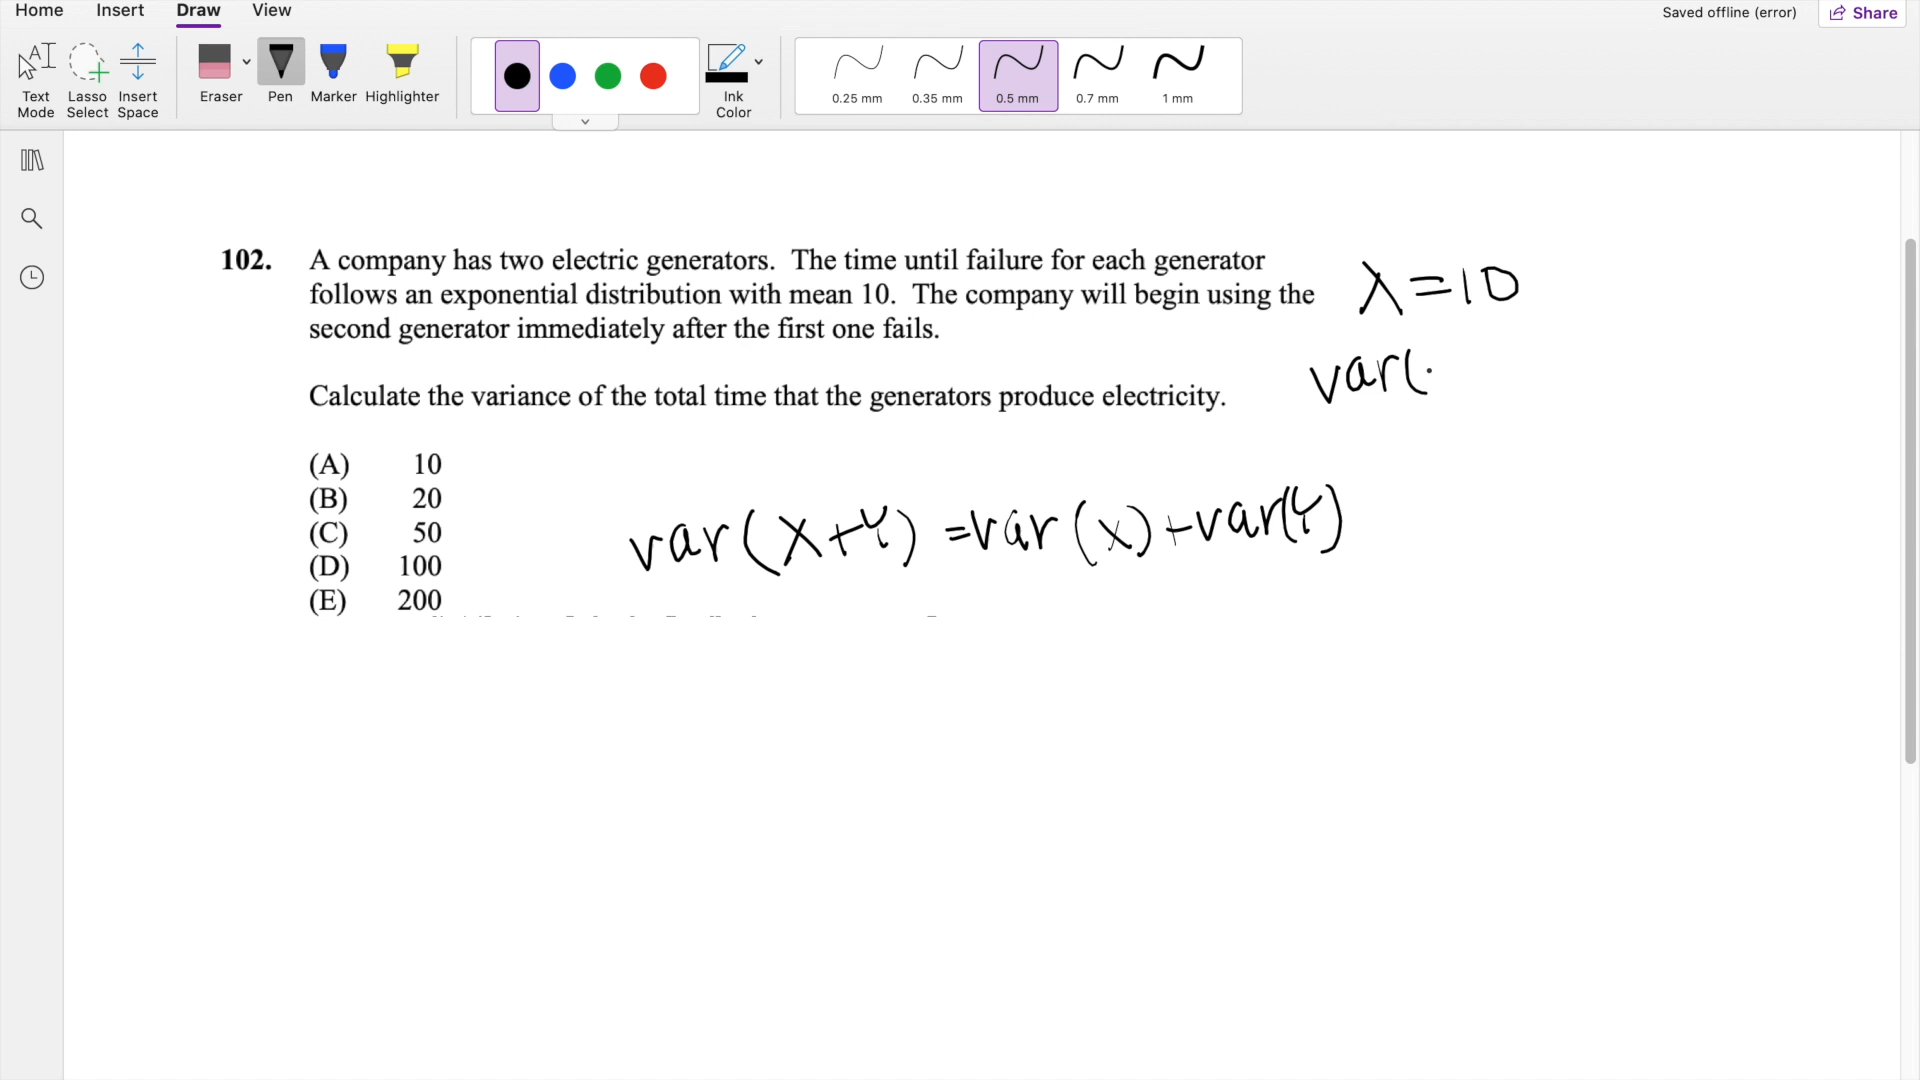 Home Insert Draw View
Saved offline (error) Share
Text Mode
Lasso Select
Insert Space
Eraser
Pen
Marker
Highlighter
Ink Color
0.25 mm 0.35 mm 0.5 mm 0.7 mm 1 mm
102. A company has two electric generators. The time until failure for each generator
follows an exponential distribution with mean 10. The company will begin using the
second generator immediately after the first one fails.
λ=10
var(
Calculate the variance of the total time that the generators produce electricity.
(A) 10
(B) 20
(C) 50
(D) 100
(E) 200
var(X+Y) =var(x)+var(Y)